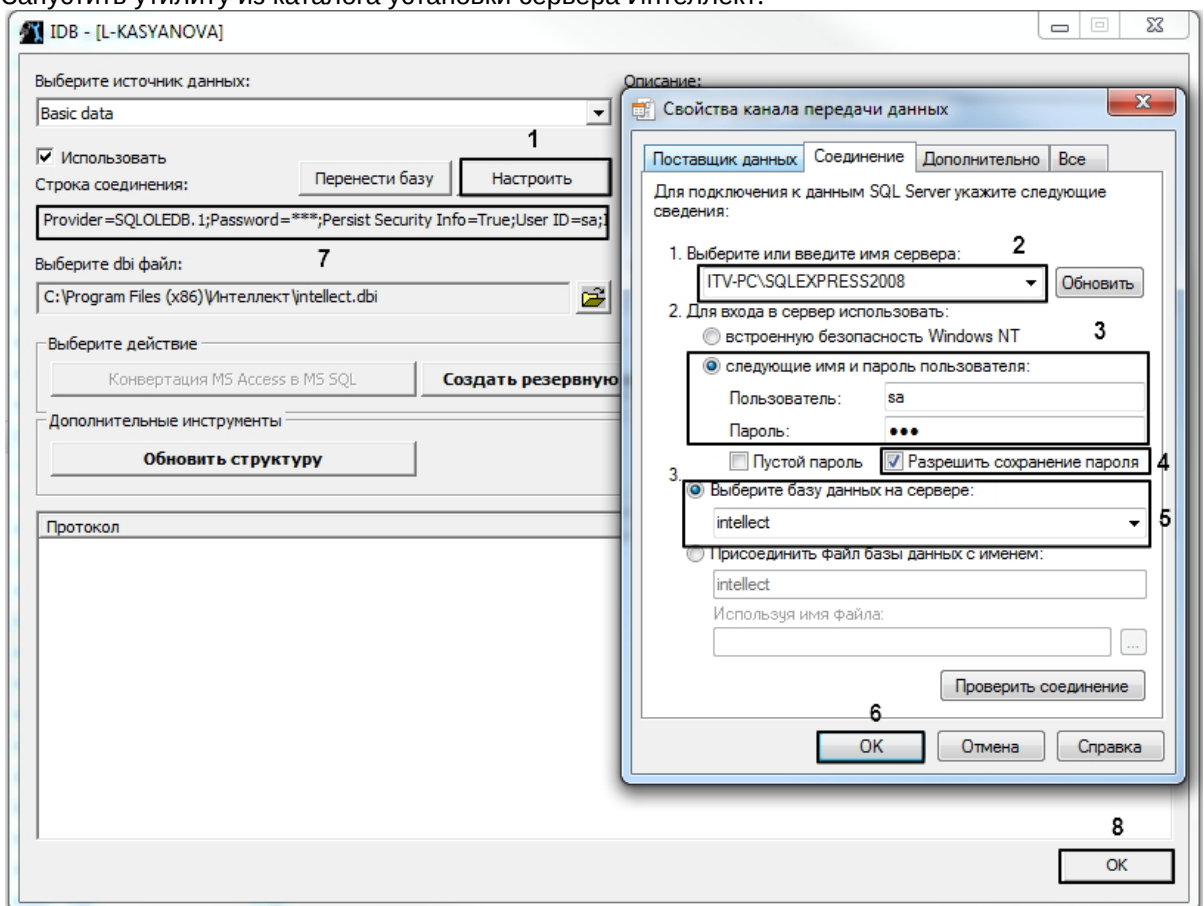 Запустить утилиту из каталога установки сервера Интеллект.
IDB - [L-KASYANOVA]
Выберите источник данных:
Описание:
Basic data
1
Использовать
Строка соединения:
Перенести базу
Настроить
Provider=SQLOLEDB.1;Password=***;Persist Security Info=True;User ID=sa;
7
Выберите dbi файл:
C:\Program Files (x86)\Интеллект\intellect.dbi
Выберите действие
Конвертация MS Access в MS SQL
Создать резервную
Дополнительные инструменты
Обновить структуру
Протокол
Свойства канала передачи данных
Поставщик данных
Соединение
Дополнительно
Все
Для подключения к данным SQL Server укажите следующие
сведения:
1. Выберите или введите имя сервера:
2
ITV-PC\SQLEXPRESS2008
Обновить
2. Для входа в сервер использовать:
встроенную безопасность Windows NT
3
следующие имя и пароль пользователя:
Пользователь:
sa
Пароль:
●●●
Пустой пароль
Разрешить сохранение пароля
4
3.
Выберите базу данных на сервере:
intellect
5
Присоединить файл базы данных с именем:
intellect
Используя имя файла:
...
Проверить соединение
6
OK
Отмена
Справка
8
OK